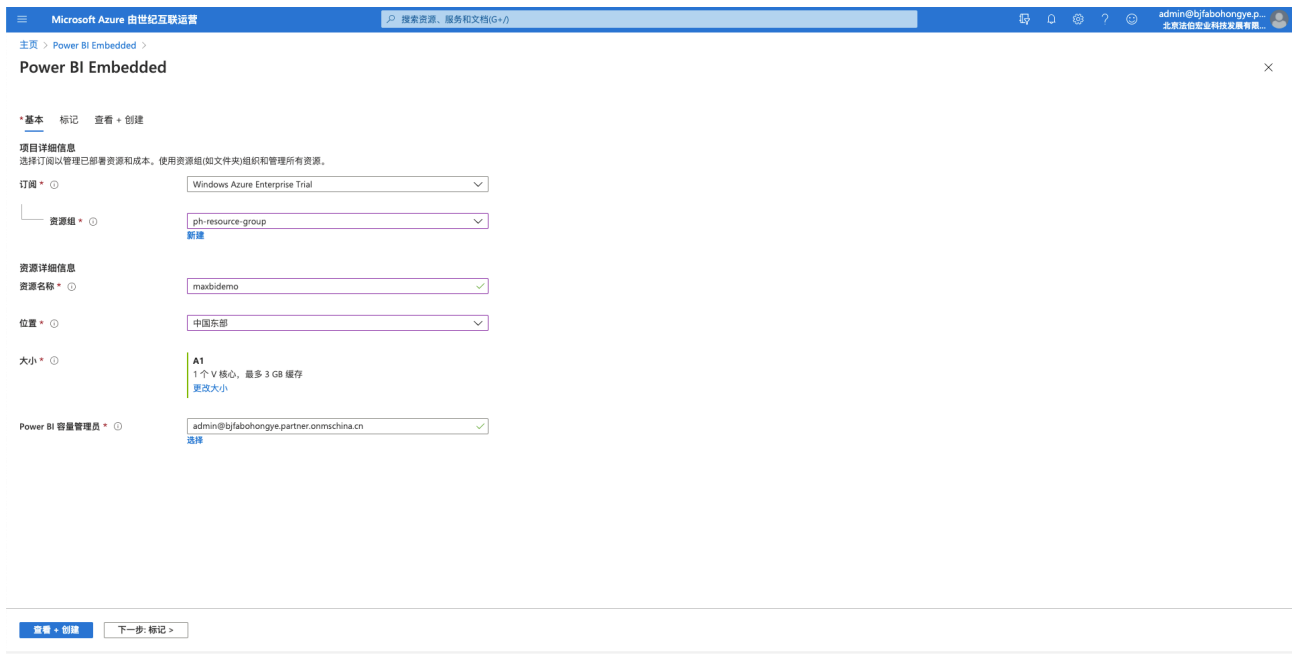 Microsoft Azure 由世纪互联运营
搜索资源、服务和文档(G+/)
admin@bjfabohongye.p...
北京法伯宏业科技发展有限...
主页 > Power BI Embedded >
Power BI Embedded
*基本 标记 查看 + 创建
项目详细信息
选择订阅以管理已部署资源和成本。使用资源组(如文件夹)组织和管理所有资源。
订阅 * Windows Azure Enterprise Trial
资源组 * ph-resource-group
新建
资源详细信息
资源名称 * maxbidemo
位置 * 中国东部
大小 * A1
1 个 V 核心，最多 3 GB 缓存
更改大小
Power BI 容量管理员 * admin@bjfabohongye.partner.onmschina.cn
选择
查看 + 创建 下一步: 标记 >